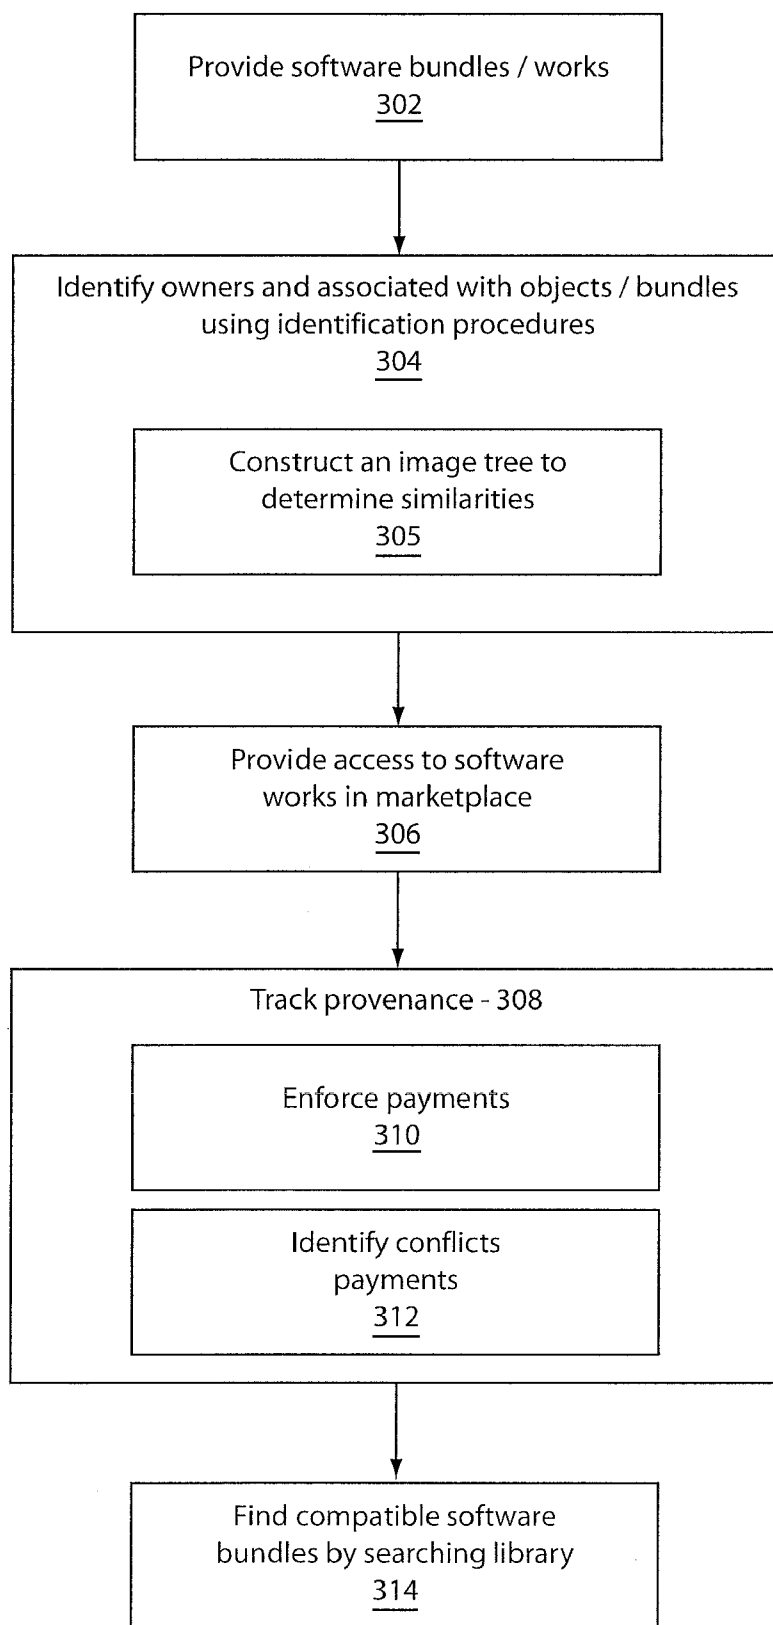 Provide software bundles / works
302
Identify owners and associated with objects / bundles
using identification procedures
304
Construct an image tree to
determine similarities
305
Provide access to software
works in marketplace
306
Track provenance - 308
Enforce payments
310
Identify conflicts
payments
312
Find compatible software
bundles by searching library
314